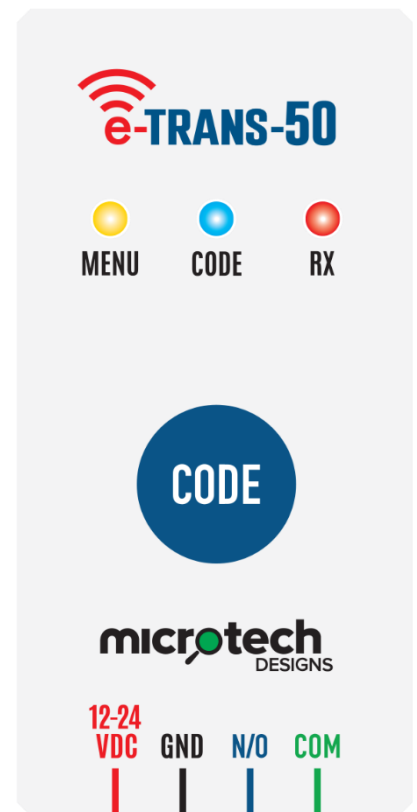 e-TRANS-50
MENU CODE RX
CODE
microtech
DESIGNS
12-24
VDC GND N/O COM